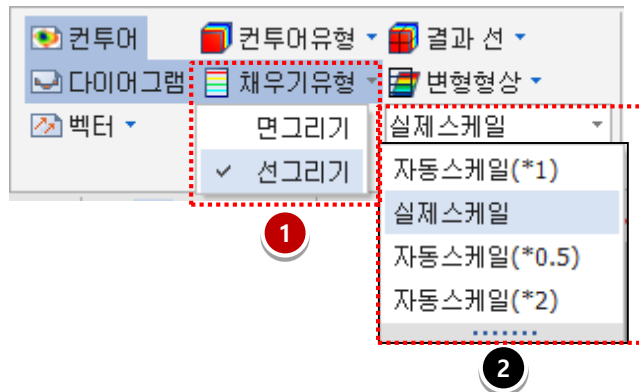 컨투어
컨투어유형
결과 선
다이어그램
채우기유형
변형형상
벡터
면그리기
실제스케일
선그리기
자동스케일(*1)
실제스케일
자동스케일(*0.5)
자동스케일(*2)
1
2